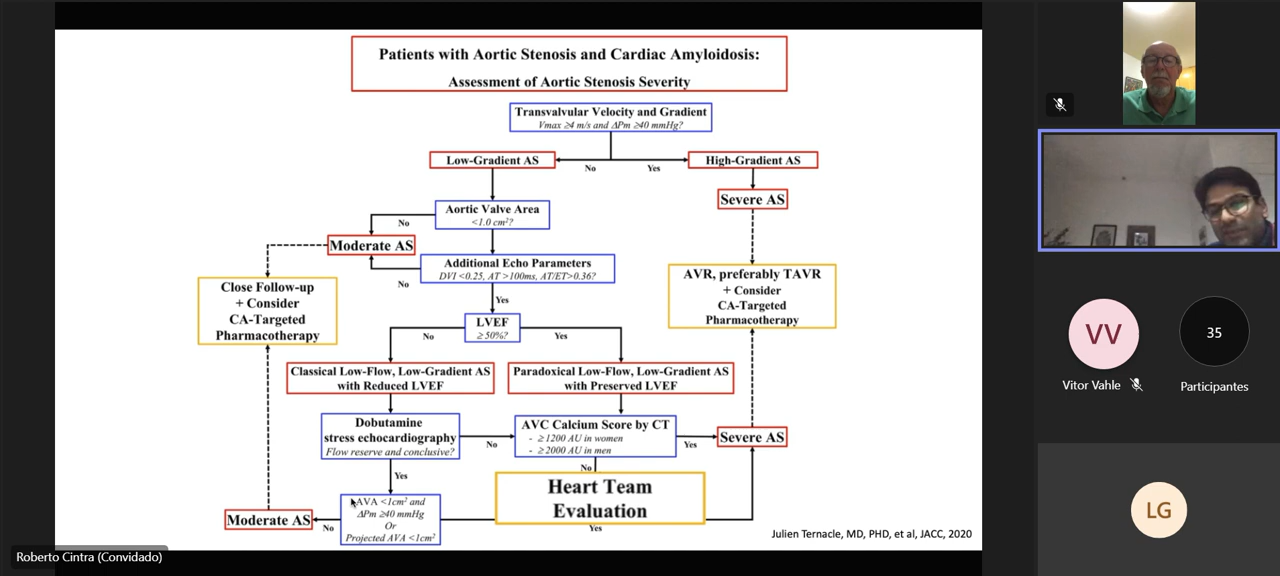 Patients with Aortic Stenosis and Cardiac Amyloidosis:
Assessment of Aortic Stenosis Severity
Transvalvular Velocity and Gradient
Vmax ≥4 m/s and ΔPm ≥40 mmHg?
Low-Gradient AS
No
Yes
High-Gradient AS
Severe AS
Aortic Valve Area
<1.0 cm²?
No
Moderate AS
Additional Echo Parameters
DVI <0.25, AT >100ms, AT/ET>0.36?
No
Yes
Close Follow-up
+ Consider
CA-Targeted
Pharmacotherapy
AVR, preferably TAVR
+ Consider
CA-Targeted
Pharmacotherapy
LVEF
≥ 50%?
No
Yes
Classical Low-Flow, Low-Gradient AS
with Reduced LVEF
Paradoxical Low-Flow, Low-Gradient AS
with Preserved LVEF
Dobutamine
stress echocardiography
Flow reserve and conclusive?
No
AVC Calcium Score by CT
- ≥1200 AU in women
- ≥2000 AU in men
Yes
Severe AS
Yes
No
Heart Team
Evaluation
Moderate AS
No
AVA <1cm² and
ΔPm ≥40 mmHg
Or
Projected AVA <1cm²
Yes
Julien Ternacle, MD, PHD, et al, JACC, 2020
Roberto Cintra (Convidado)
VV
Vitor Vahle
35
Participantes
LG